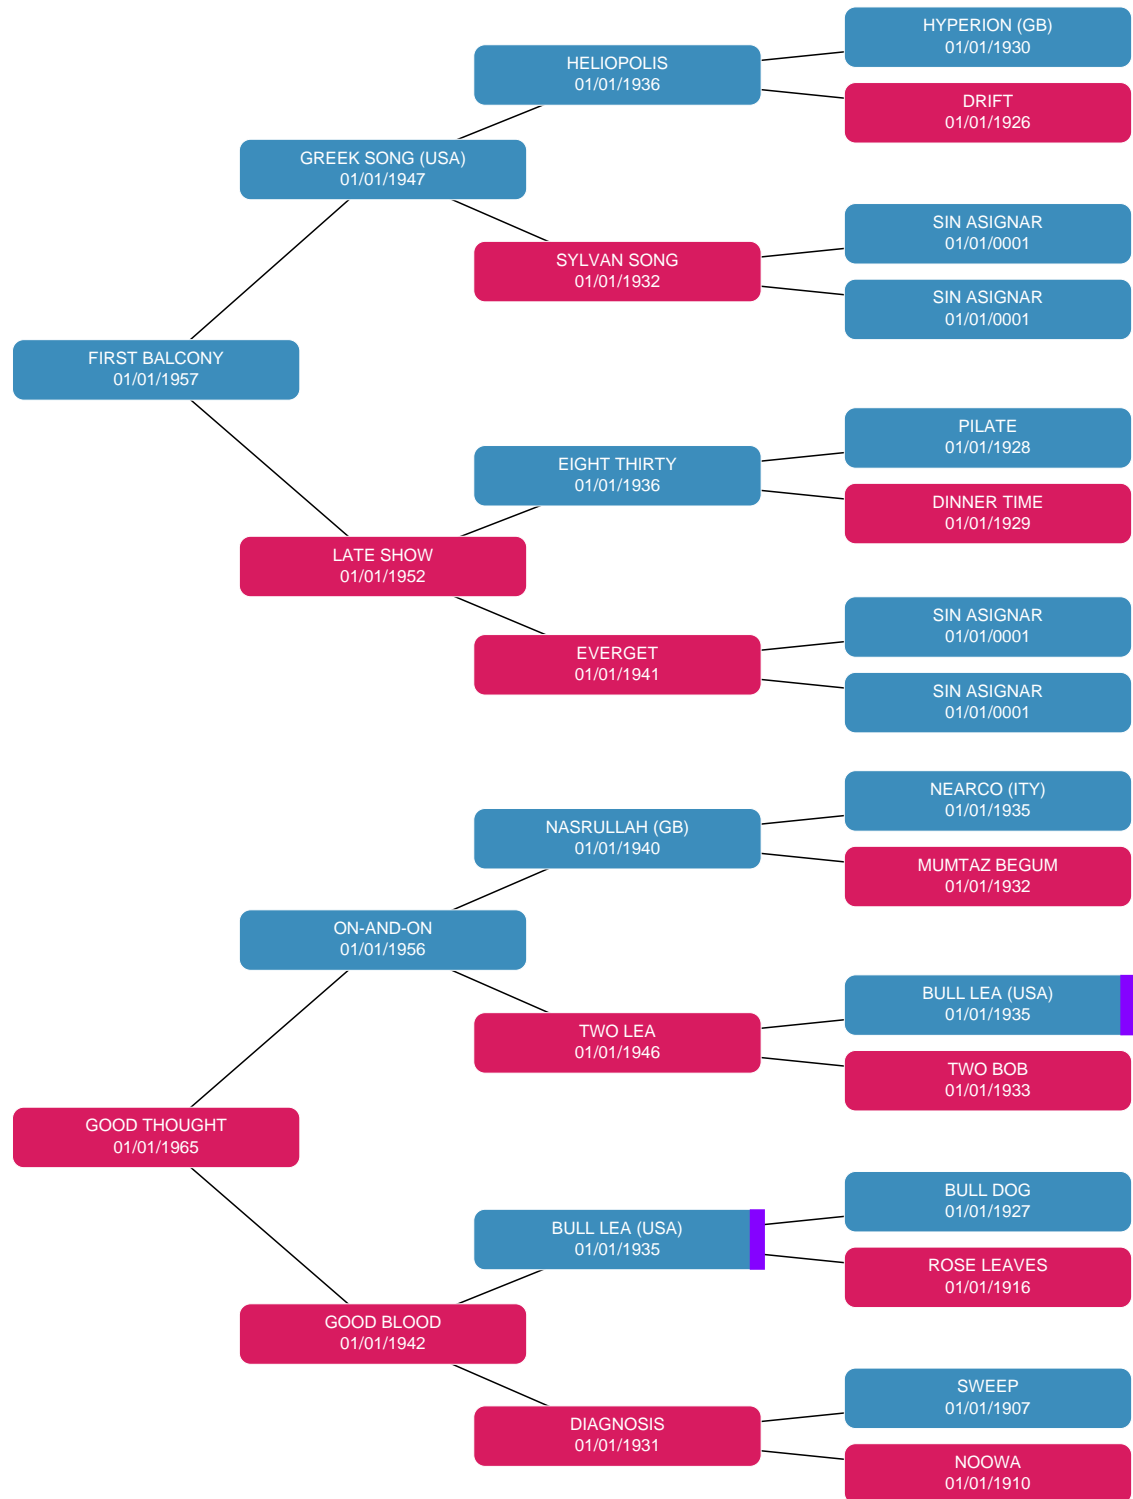 HYPERION (GB)
01/01/1930
HELIOPOLIS
01/01/1936
DRIFT
01/01/1926
GREEK SONG (USA)
01/01/1947
SIN ASIGNAR
01/01/0001
SYLVAN SONG
01/01/1932
SIN ASIGNAR
01/01/0001
FIRST BALCONY
01/01/1957
PILATE
01/01/1928
EIGHT THIRTY
01/01/1936
DINNER TIME
01/01/1929
LATE SHOW
01/01/1952
SIN ASIGNAR
01/01/0001
EVERGET
01/01/1941
SIN ASIGNAR
01/01/0001
NEARCO (ITY)
01/01/1935
NASRULLAH (GB)
01/01/1940
MUMTAZ BEGUM
01/01/1932
ON-AND-ON
01/01/1956
BULL LEA (USA)
01/01/1935
TWO LEA
01/01/1946
TWO BOB
01/01/1933
GOOD THOUGHT
01/01/1965
BULL DOG
01/01/1927
BULL LEA (USA)
01/01/1935
ROSE LEAVES
01/01/1916
GOOD BLOOD
01/01/1942
SWEEP
01/01/1907
DIAGNOSIS
01/01/1931
NOOWA
01/01/1910